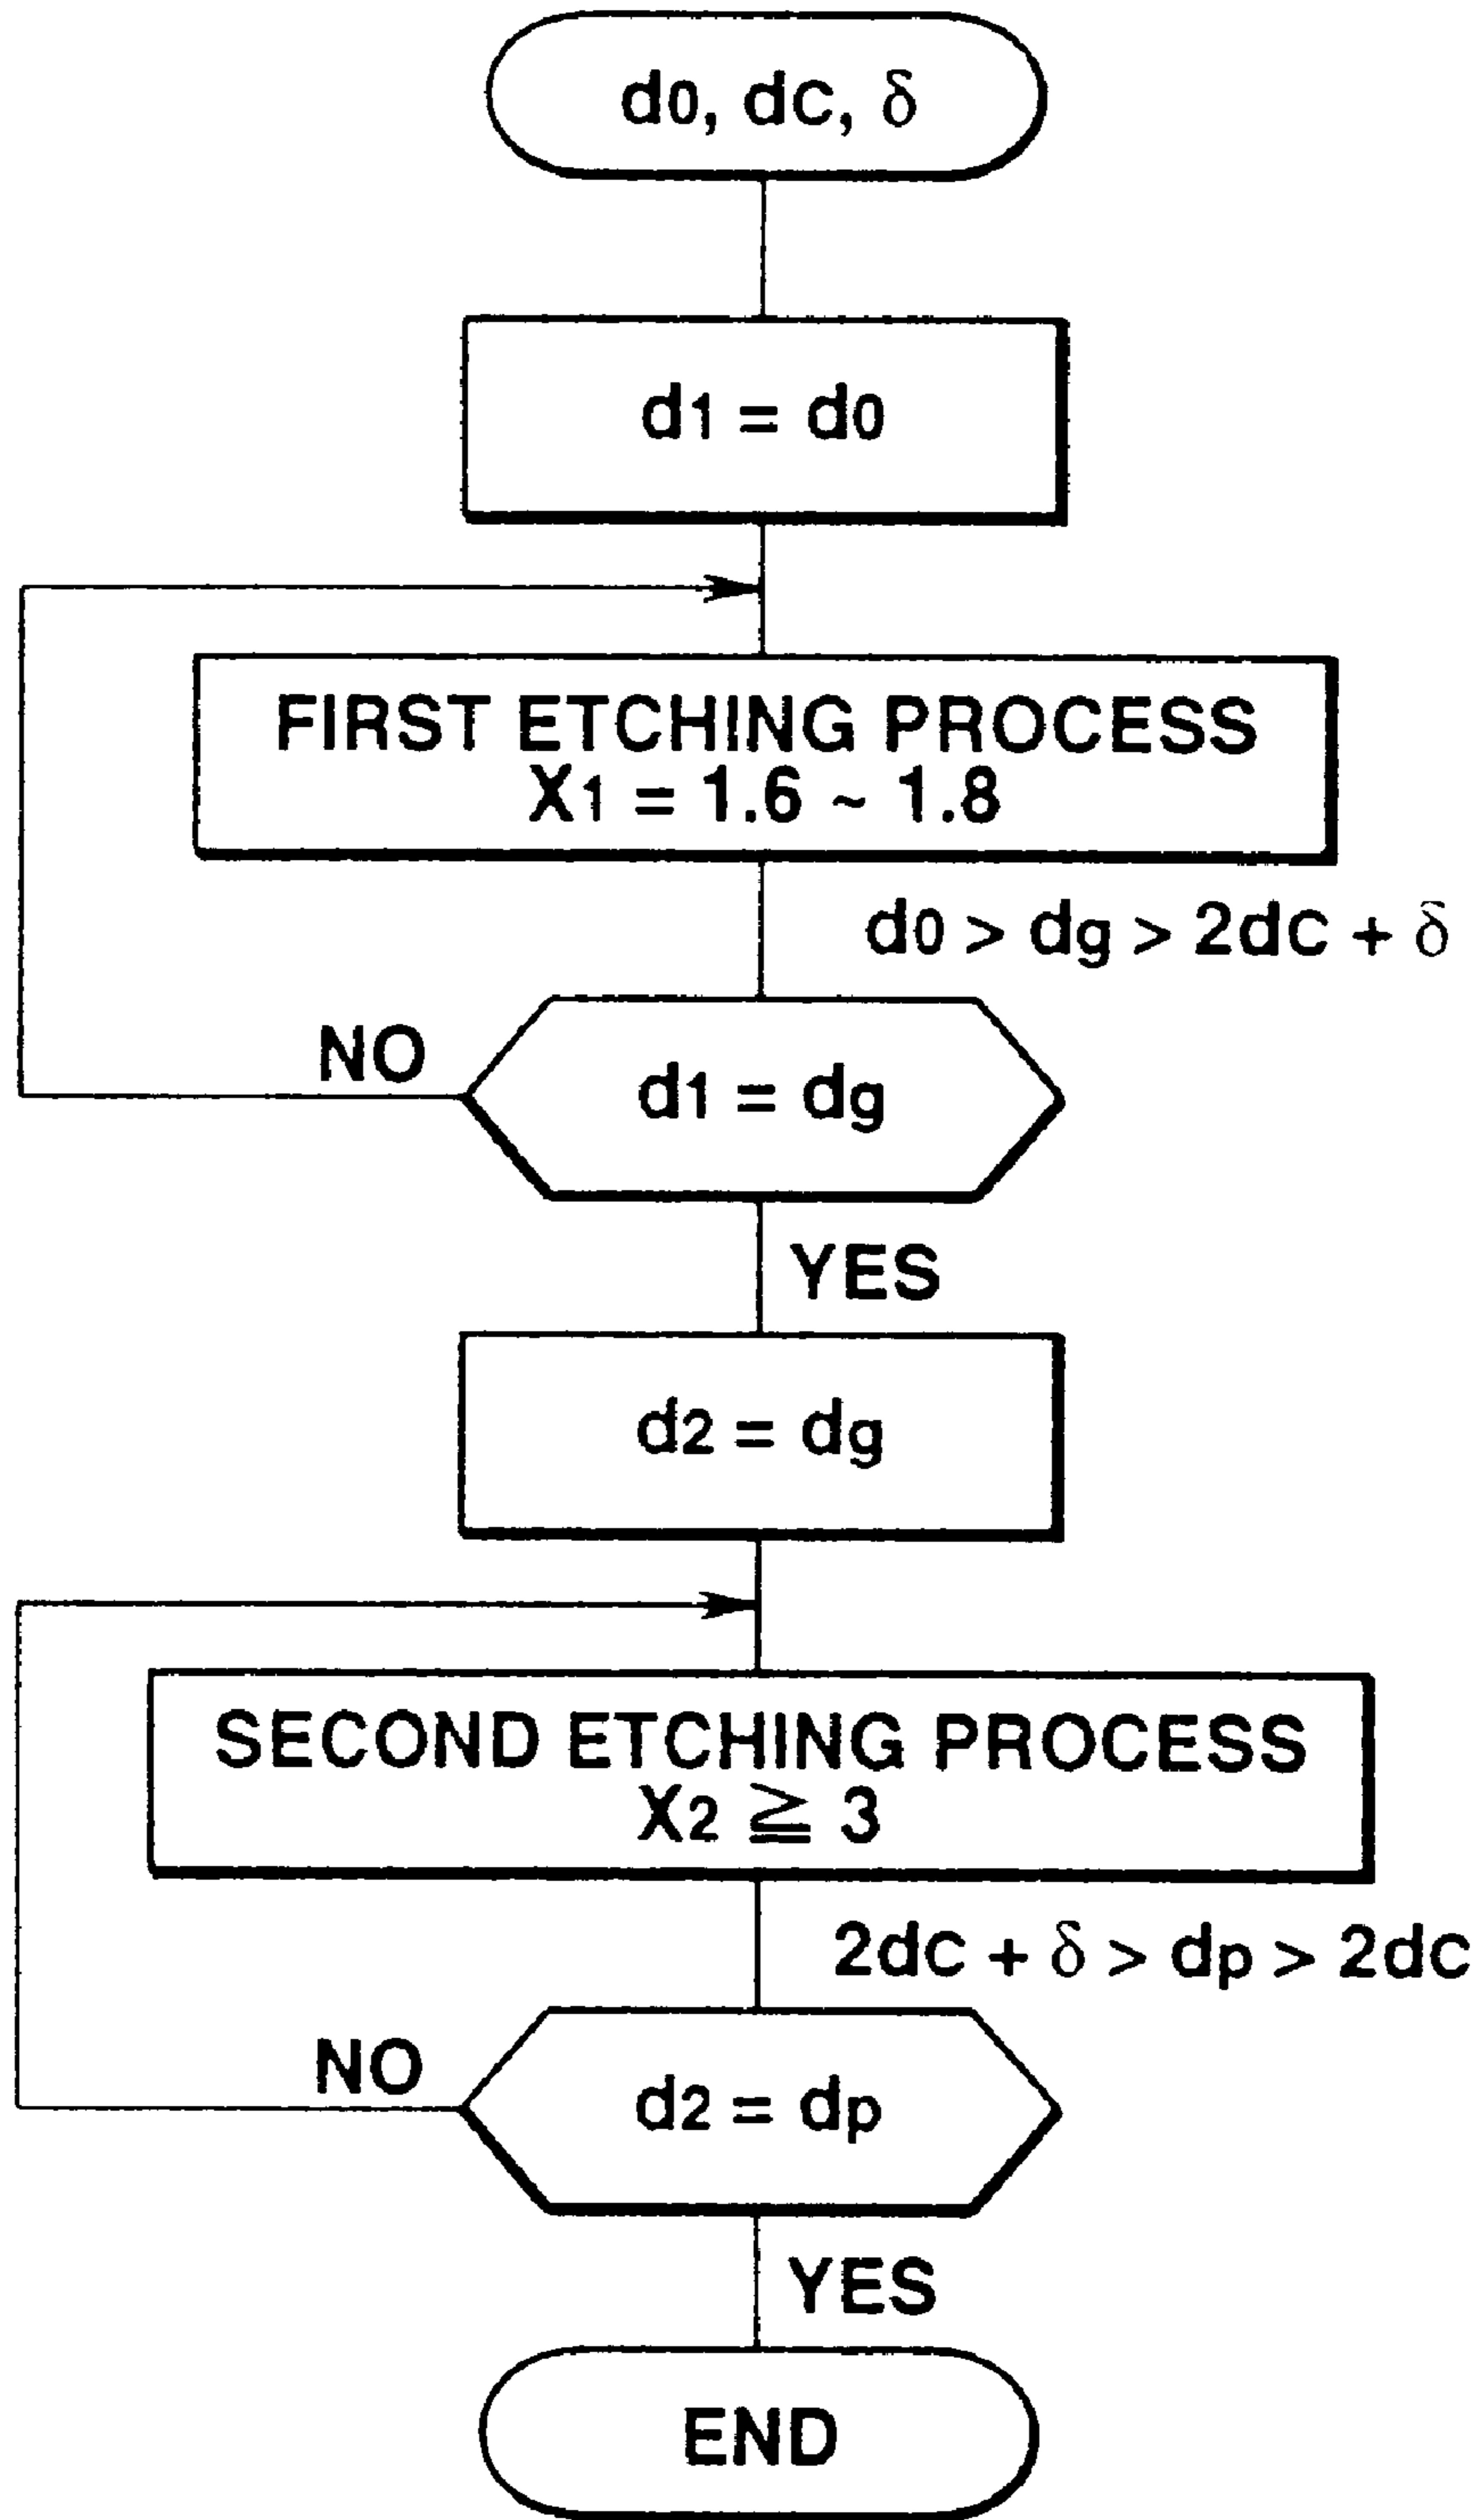 d0, dc, δ
d1 = d0
FIRST ETCHING PROCESS
X1 = 1.6 ~ 1.8
d0 > dg > 2dc + δ
NO
d1 = dg
YES
d2 = dg
SECOND ETCHING PROCESS
X2 ≧ 3
2dc + δ > dp > 2dc
NO
d2 = dp
YES
END